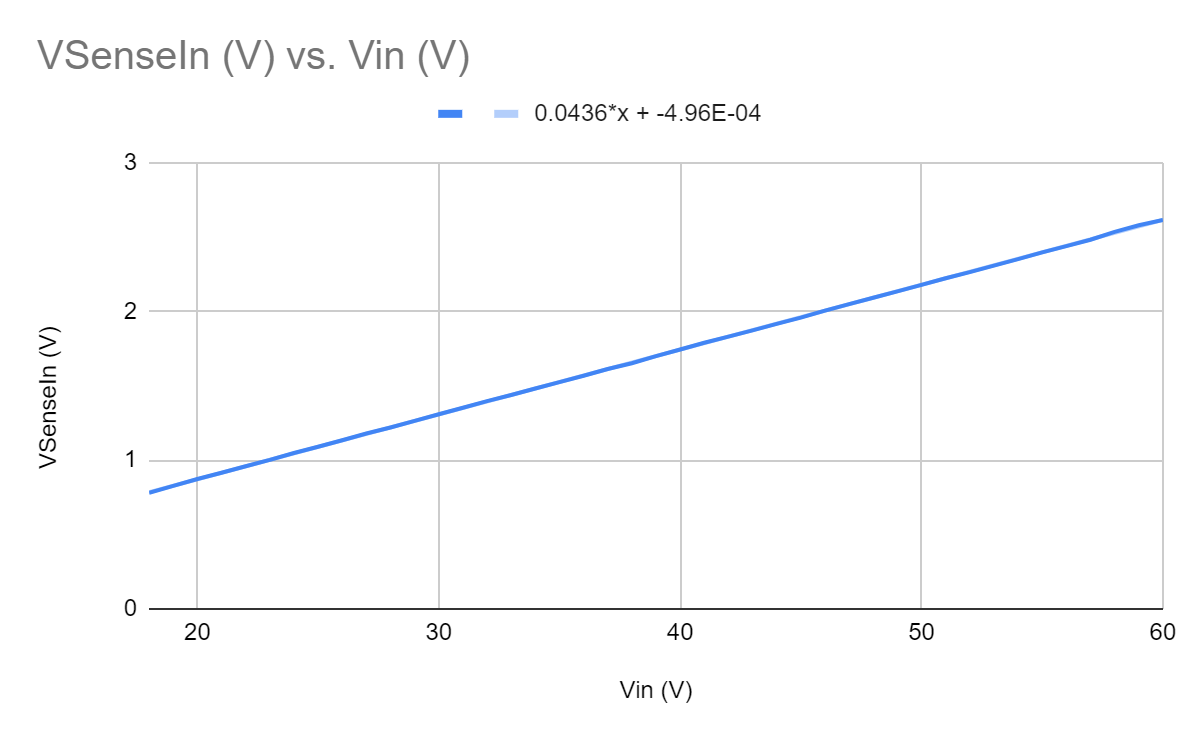 VSenseIn (V) vs. Vin (V)
0.0436*x + -4.96E-04
3
2
1
0
VSenseIn (V)
20 30 40 50 60
Vin (V)